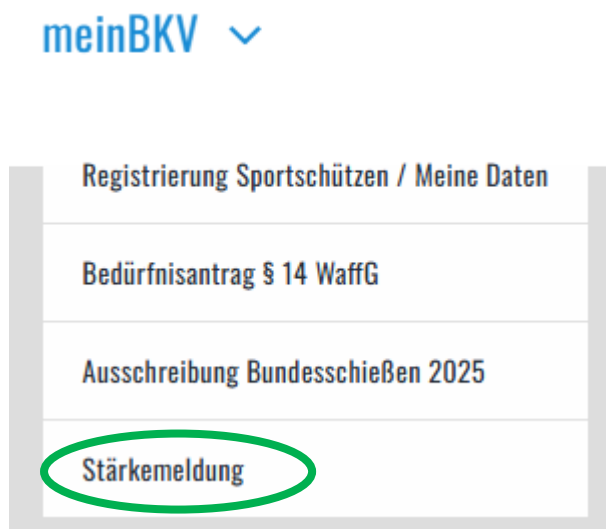 meinBKV
Registrierung Sportschützen / Meine Daten
Bedürfnisantrag § 14 WaffG
Ausschreibung Bundesschießen 2025
Stärkemeldung